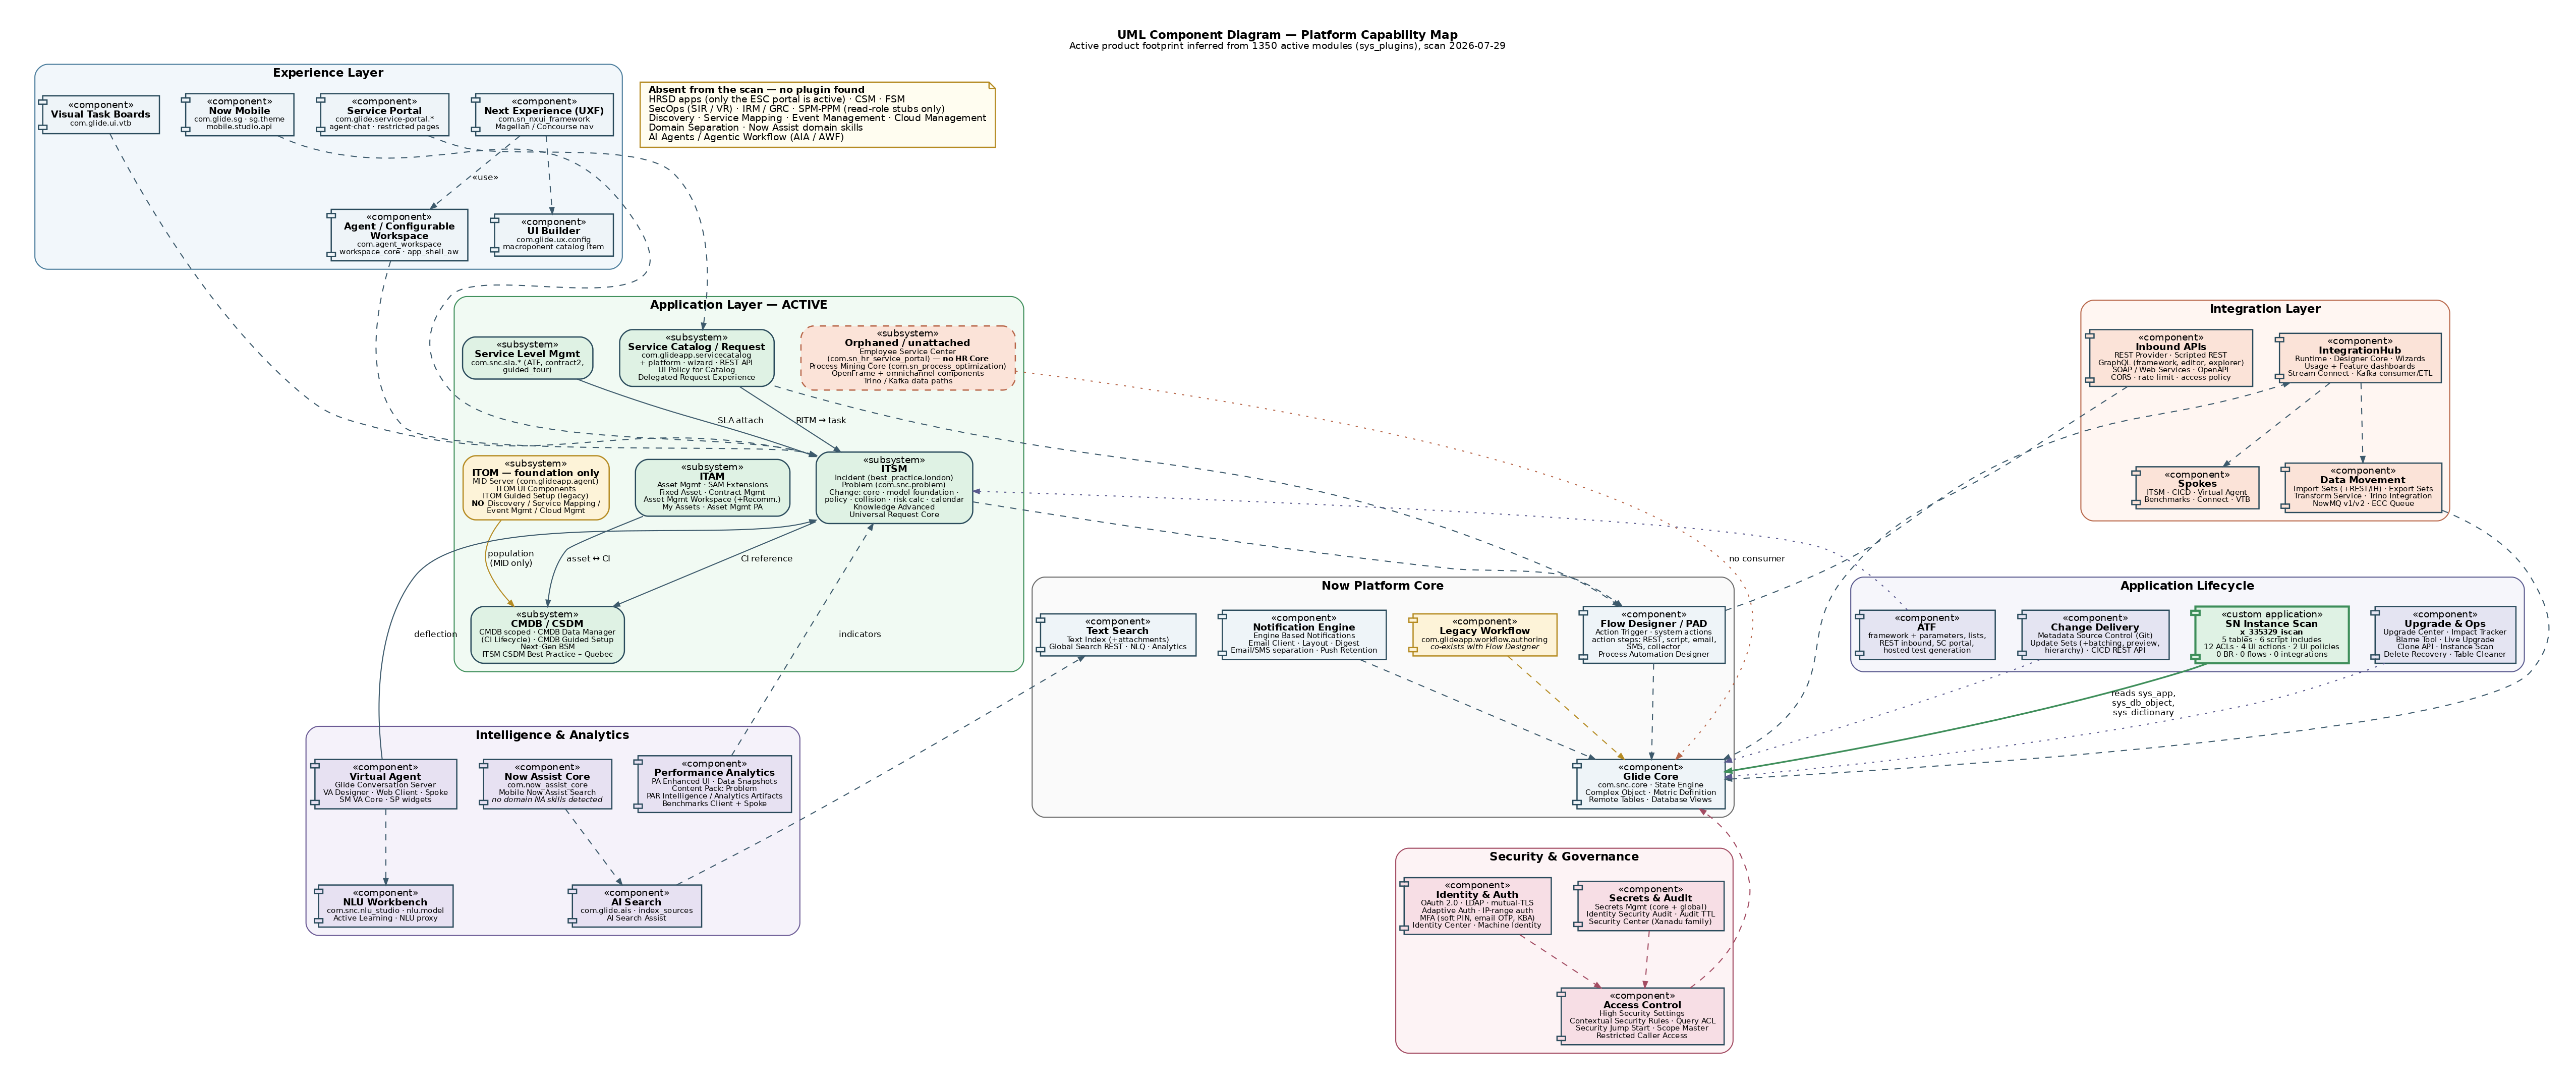 UML Component Diagram — Platform Capability Map
Active product footprint inferred from 1350 active modules (sys_plugins), scan 2026-07-29
Experience Layer
«component»
Visual Task Boards
com.glide.ui.vtb
«component»
Now Mobile
com.glide.sg · sg.theme
mobile.studio.api
«component»
Service Portal
com.glide.service-portal.*
agent-chat · restricted pages
«component»
Next Experience (UXF)
com.sn_nxui_framework
Magellan / Concourse nav
«use»
«component»
Agent / Configurable
Workspace
com.agent_workspace
workspace_core · app_shell_aw
«component»
UI Builder
com.glide.ux.config
macroponent catalog item
Absent from the scan — no plugin found
HRSD apps (only the ESC portal is active) · CSM · FSM
SecOps (SIR / VR) · IRM / GRC · SPM-PPM (read-role stubs only)
Discovery · Service Mapping · Event Management · Cloud Management
Domain Separation · Now Assist domain skills
AI Agents / Agentic Workflow (AIA / AWF)
Application Layer — ACTIVE
«subsystem»
Service Level Mgmt
com.snc.sla.* (ATF, contract2,
guided_tour)
«subsystem»
Service Catalog / Request
com.glideapp.servicecatalog
+ platform · wizard · REST API
UI Policy for Catalog
Delegated Request Experience
«subsystem»
Orphaned / unattached
Employee Service Center
(com.sn_hr_service_portal) — no HR Core
Process Mining Core (com.sn_process_optimization)
OpenFrame + omnichannel components
Trino / Kafka data paths
SLA attach
RITM → task
«subsystem»
ITOM — foundation only
MID Server (com.glideapp.agent)
ITOM UI Components
ITOM Guided Setup (legacy)
NO Discovery / Service Mapping /
Event Mgmt / Cloud Mgmt
«subsystem»
ITAM
Asset Mgmt · SAM Extensions
Fixed Asset · Contract Mgmt
Asset Mgmt Workspace (+Recomm.)
My Assets · Asset Mgmt PA
«subsystem»
ITSM
Incident (best_practice.london)
Problem (com.snc.problem)
Change: core · model foundation ·
policy · collision · risk calc · calendar
Knowledge Advanced
Universal Request Core
population
(MID only)
asset ↔ CI
CI reference
«subsystem»
CMDB / CSDM
CMDB scoped · CMDB Data Manager
(CI Lifecycle) · CMDB Guided Setup
Next-Gen BSM
ITSM CSDM Best Practice – Quebec
deflection
indicators
Integration Layer
«component»
Inbound APIs
REST Provider · Scripted REST
GraphQL (framework, editor, explorer)
SOAP / Web Services · OpenAPI
CORS · rate limit · access policy
«component»
IntegrationHub
Runtime · Designer Core · Wizards
Usage + Feature dashboards
Stream Connect · Kafka consumer/ETL
«component»
Spokes
ITSM · CICD · Virtual Agent
Benchmarks · Connect · VTB
«component»
Data Movement
Import Sets (+REST/IH) · Export Sets
Transform Service · Trino Integration
NowMQ v1/v2 · ECC Queue
no consumer
Now Platform Core
«component»
Text Search
Text Index (+attachments)
Global Search REST · NLQ · Analytics
«component»
Notification Engine
Engine Based Notifications
Email Client · Layout · Digest
Email/SMS separation · Push Retention
«component»
Legacy Workflow
com.glideapp.workflow.authoring
co-exists with Flow Designer
«component»
Flow Designer / PAD
Action Trigger · system actions
action steps: REST, script, email,
SMS, collector
Process Automation Designer
«component»
Glide Core
com.snc.core · State Engine
Complex Object · Metric Definition
Remote Tables · Database Views
Application Lifecycle
«component»
ATF
framework + parameters, lists,
REST inbound, SC portal,
hosted test generation
«component»
Change Delivery
Metadata Source Control (Git)
Update Sets (+batching, preview,
hierarchy) · CICD REST API
«custom application»
SN Instance Scan
x_335329_iscan
5 tables · 6 script includes
12 ACLs · 4 UI actions · 2 UI policies
0 BR · 0 flows · 0 integrations
«component»
Upgrade & Ops
Upgrade Center · Impact Tracker
Blame Tool · Live Upgrade
Clone API · Instance Scan
Delete Recovery · Table Cleaner
reads sys_app,
sys_db_object,
sys_dictionary
Intelligence & Analytics
«component»
Virtual Agent
Glide Conversation Server
VA Designer · Web Client · Spoke
SM VA Core · SP widgets
«component»
Now Assist Core
com.now_assist_core
Mobile Now Assist Search
no domain NA skills detected
«component»
Performance Analytics
PA Enhanced UI · Data Snapshots
Content Pack: Problem
PAR Intelligence / Analytics Artifacts
Benchmarks Client + Spoke
«component»
NLU Workbench
com.snc.nlu_studio · nlu.model
Active Learning · NLU proxy
«component»
AI Search
com.glide.ais · index_sources
AI Search Assist
Security & Governance
«component»
Identity & Auth
OAuth 2.0 · LDAP · mutual-TLS
Adaptive Auth · IP-range auth
MFA (soft PIN, email OTP, KBA)
Identity Center · Machine Identity
«component»
Secrets & Audit
Secrets Mgmt (core + global)
Identity Security Audit · Audit TTL
Security Center (Xanadu family)
«component»
Access Control
High Security Settings
Contextual Security Rules · Query ACL
Security Jump Start · Scope Master
Restricted Caller Access